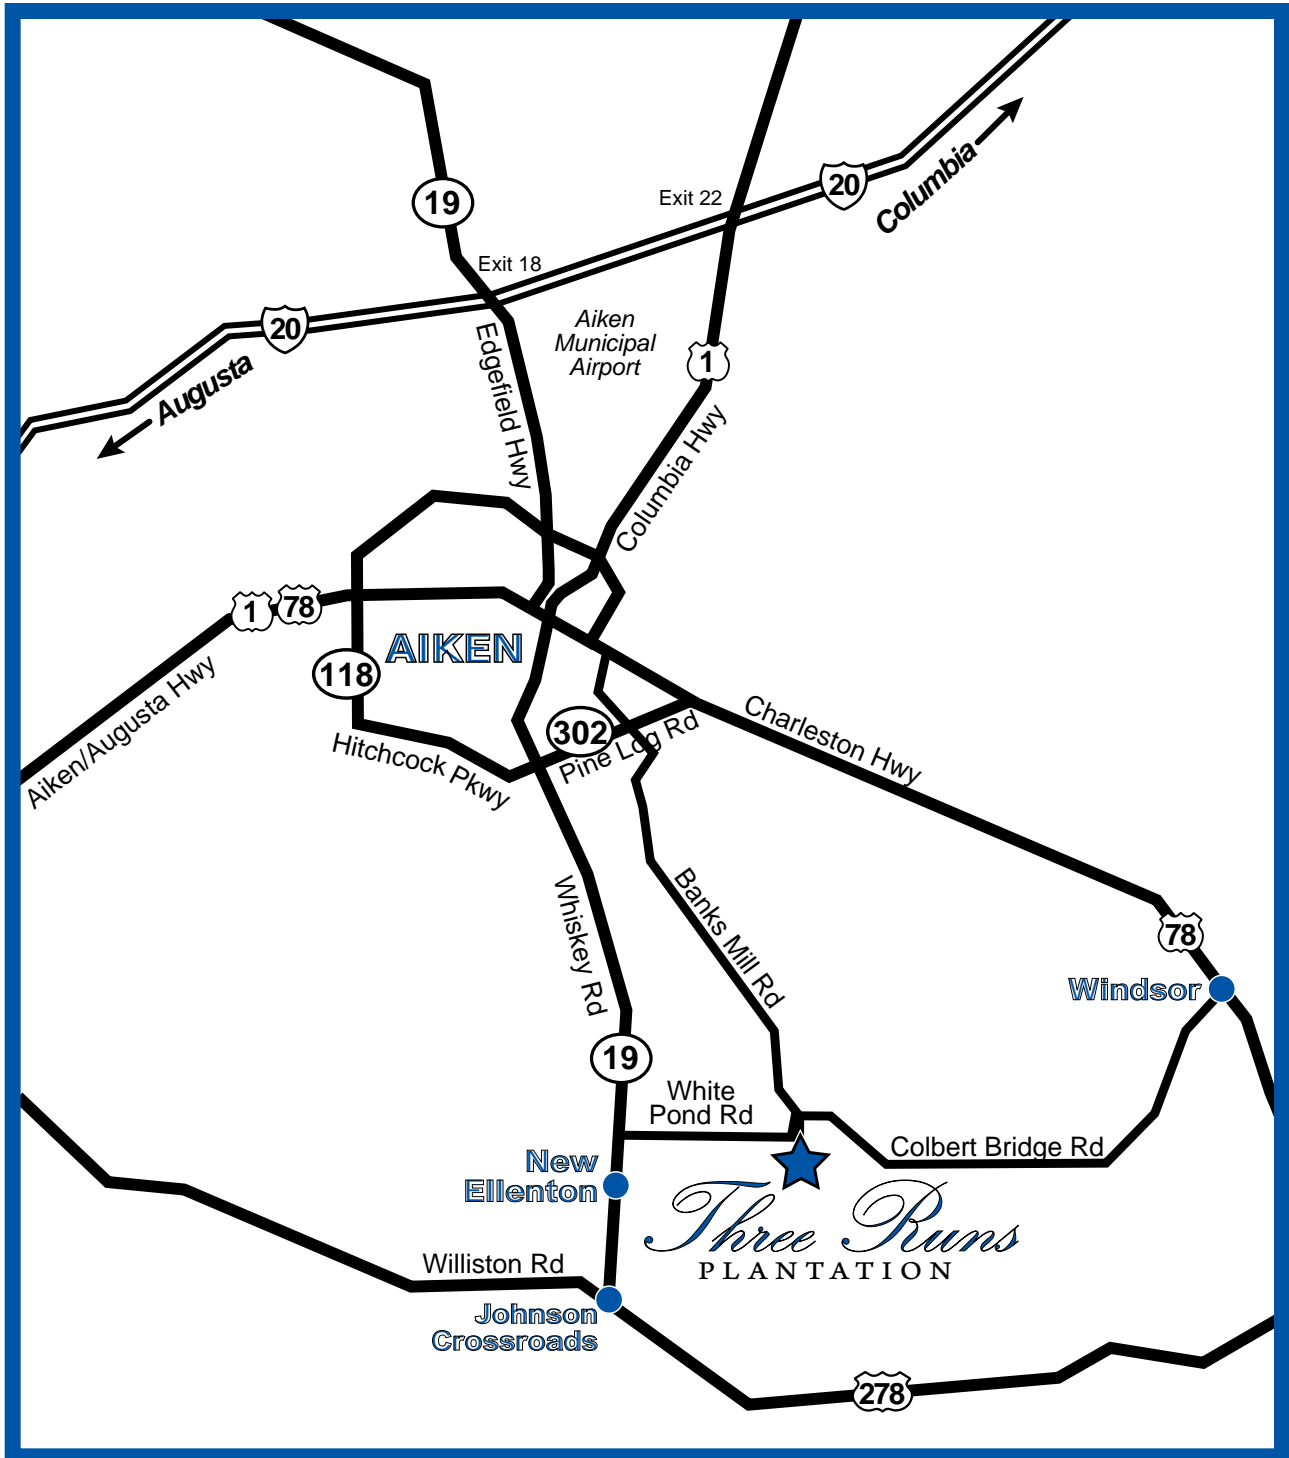 19
Exit 22
20
Columbia
Exit 18
20
Augusta
Aiken
Municipal
Airport
1
Edgefield Hwy
Columbia Hwy
1
78
AIKEN
118
302
Aiken/Augusta Hwy
Hitchcock Pkwy
Pine Log Rd
Charleston Hwy
Whiskey Rd
Banks Mill Rd
78
Windsor
19
White
Pond Rd
Colbert Bridge Rd
New
Ellenton
Three Runs
PLANTATION
Williston Rd
Johnson
Crossroads
278